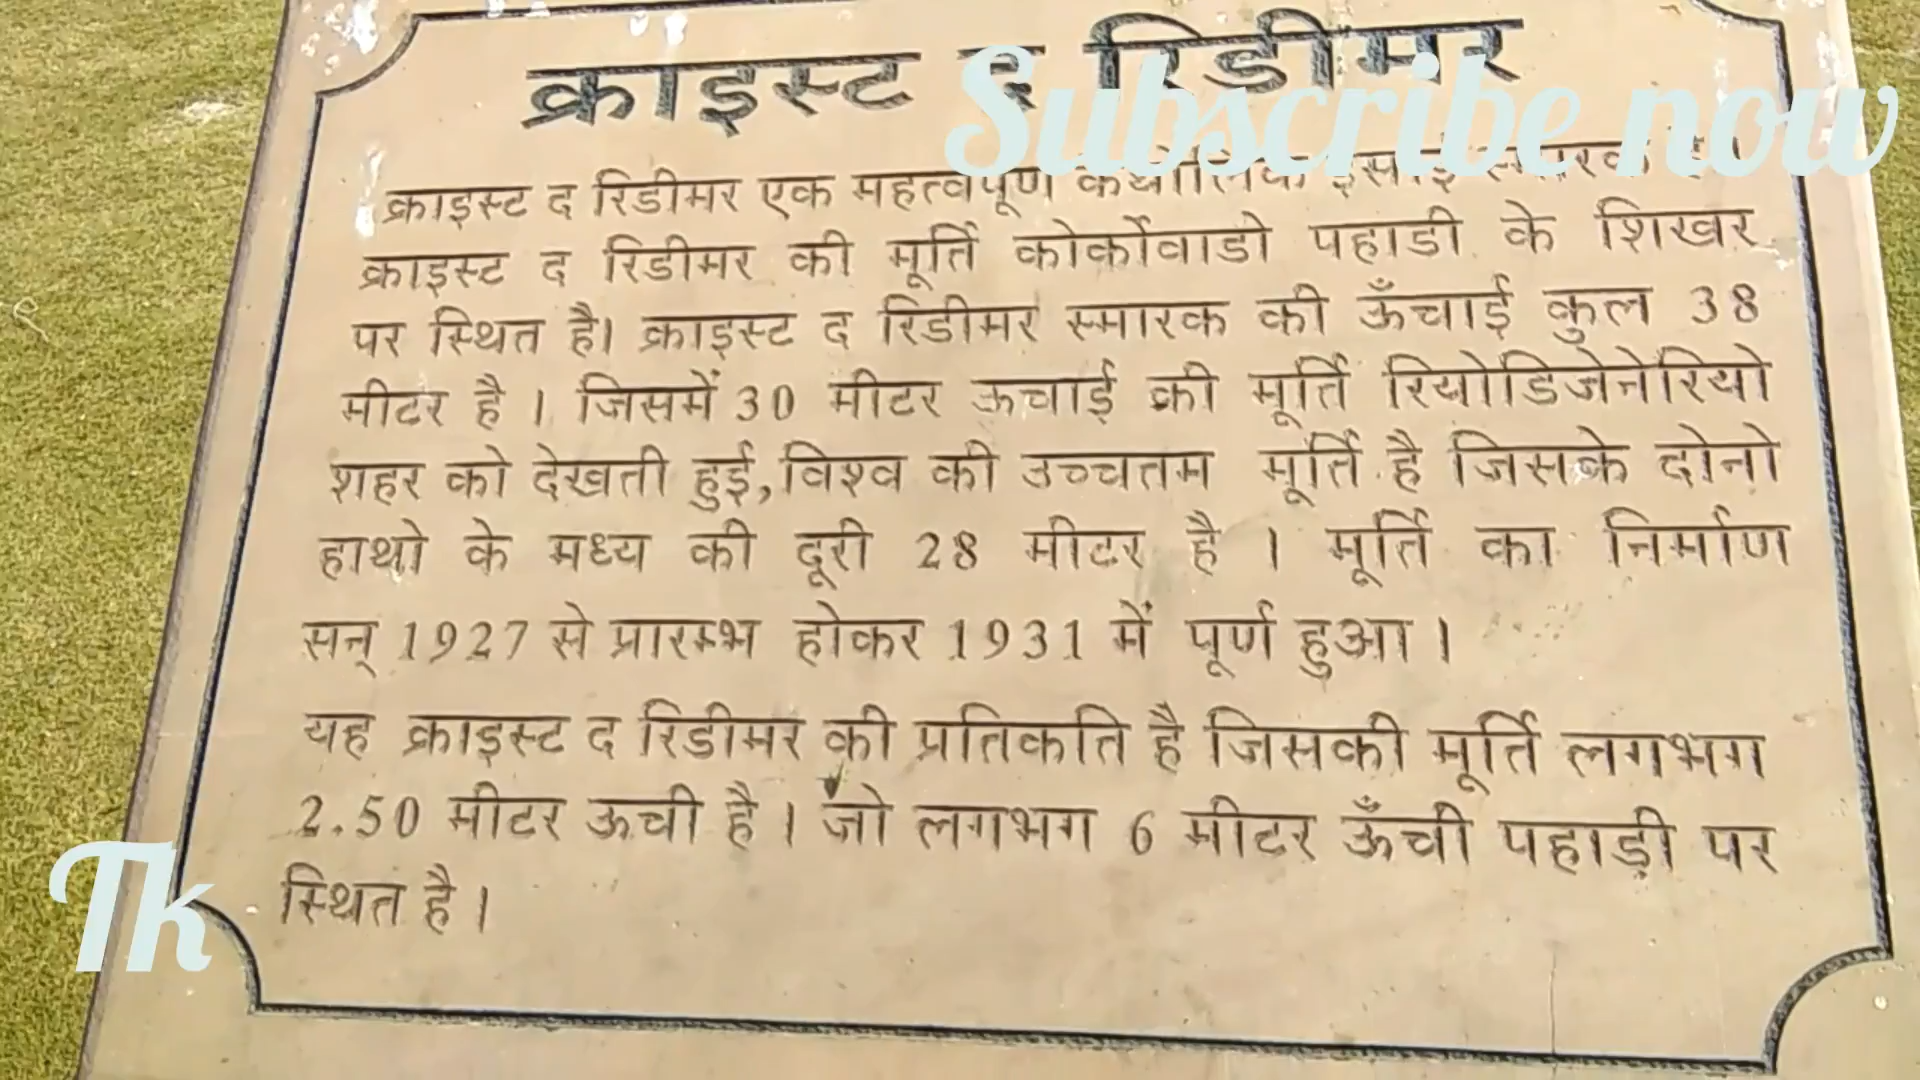 क्राइस्ट द रिडीमर
Subscribe now
क्राइस्ट द रिडीमर एक महत्वपूण कैथोलिक इसाई स्मारक है।
क्राइस्ट द रिडीमर की मूर्ति कोर्कोवाडो पहाडी के शिखर
पर स्थित है। क्राइस्ट द रिडीमर स्मारक की ऊँचाई कुल 38
मीटर है । जिसमें 30 मीटर ऊचाई की मूर्ति रियोडिजेनेरियो
शहर को देखती हुई, विश्व की उच्चतम मूर्ति है जिसके दोनो
हाथो के मध्य की दूरी 28 मीटर है । मूर्ति का निर्माण
सन् 1927 से प्रारम्भ होकर 1931 में पूर्ण हुआ ।
यह क्राइस्ट द रिडीमर की प्रतिकति है जिसकी मूर्ति लगभग
2.50 मीटर ऊची है । जो लगभग 6 मीटर ऊँची पहाड़ी पर
स्थित है ।
Tk